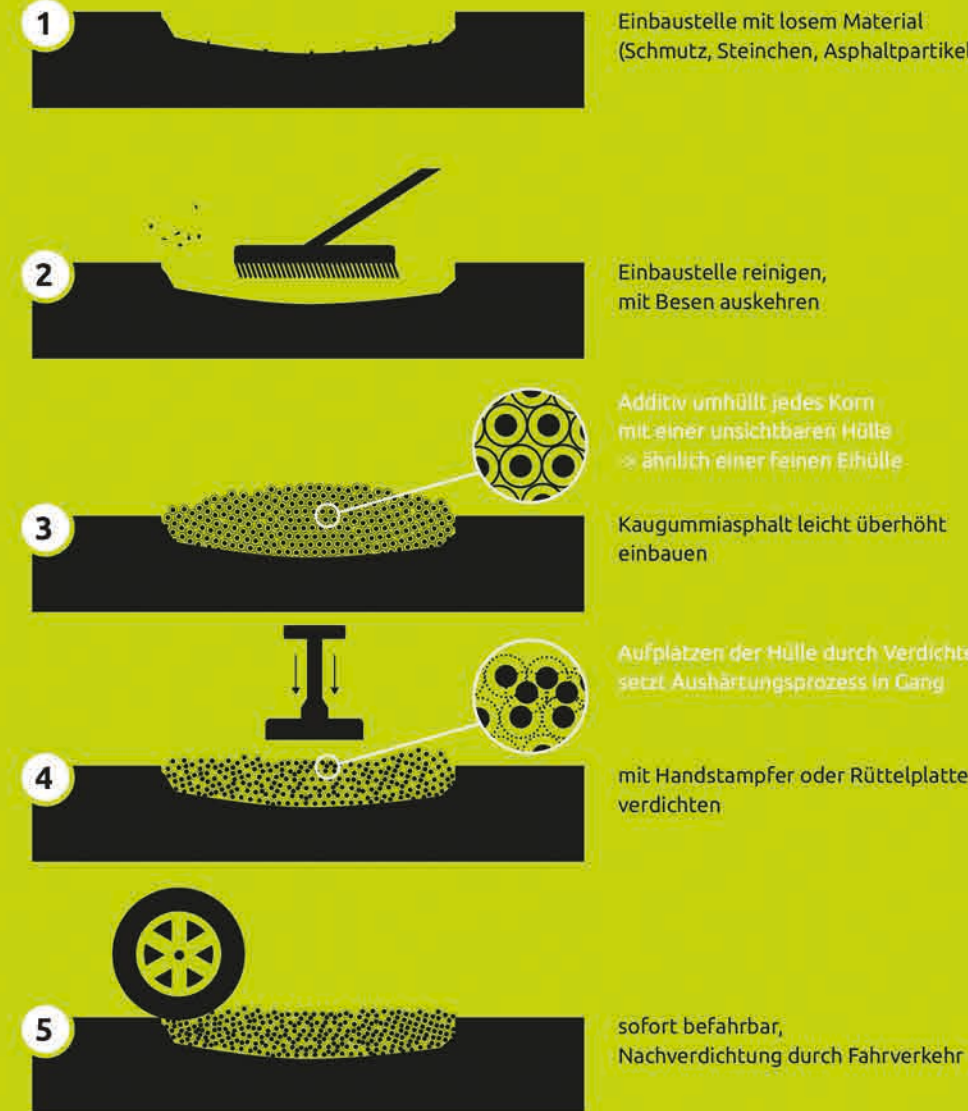 1
Einbaustelle mit losem Material
(Schmutz, Steinchen, Asphaltpartikel
2
Einbaustelle reinigen,
mit Besen auskehren
Additiv umhüllt jedes Korn
mit einer unsichtbaren Hülle
-> ähnlich einer feinen Eihülle
3
Kaugummiasphalt leicht überhöht
einbauen
Aufplatzen der Hülle durch Verdichte
setzt Aushärtungsprozess in Gang
4
mit Handstampfer oder Rüttelplatte
verdichten
5
sofort befahrbar,
Nachverdichtung durch Fahrverkehr